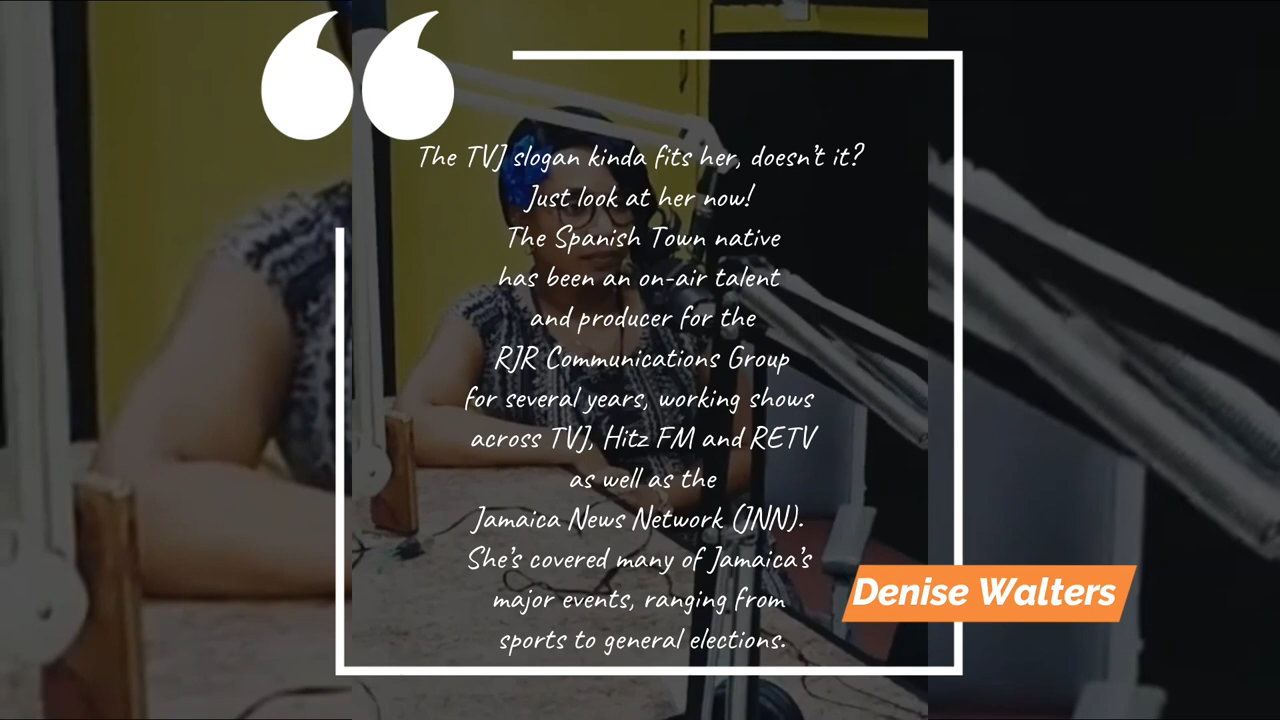 The TVJ slogan kinda fits her, doesn't it?
Just look at her now!
The Spanish Town native
has been an on-air talent
and producer for the
RJR Communications Group
for several years, working shows
across TVJ, Hitz FM and RETV
as well as the
Jamaica News Network (JNN).
She's covered many of Jamaica's
major events, ranging from
sports to general elections.
Denise Walters